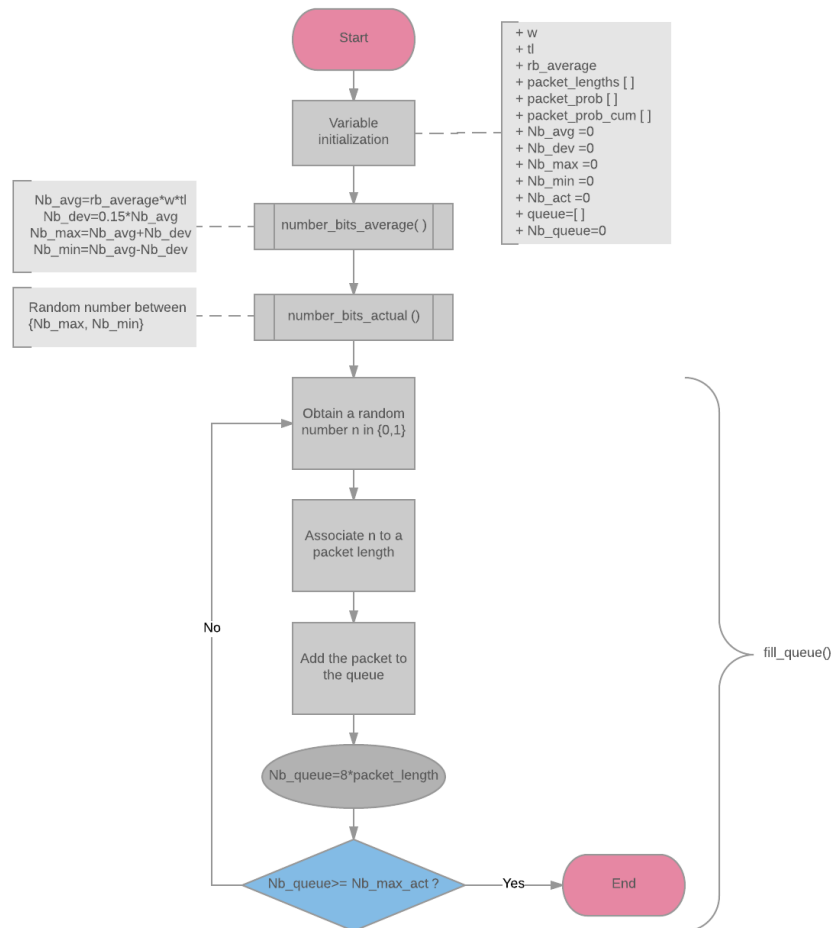 Start
+ w
+ tl
+ rb_average
+ packet_lengths [ ]
+ packet_prob [ ]
+ packet_prob_cum [ ]
+ Nb_avg =0
+ Nb_dev =0
+ Nb_max =0
+ Nb_min =0
+ Nb_act =0
+ queue=[ ]
+ Nb_queue=0
Variable
initialization
Nb_avg=rb_average*w*tl
Nb_dev=0.15*Nb_avg
Nb_max=Nb_avg+Nb_dev
Nb_min=Nb_avg-Nb_dev
number_bits_average( )
Random number between
{Nb_max, Nb_min}
number_bits_actual ()
Obtain a random
number n in {0,1}
Associate n to a
packet length
No
Add the packet to
the queue
fill_queue()
Nb_queue=8*packet_length
Nb_queue>= Nb_max_act ?
Yes
End